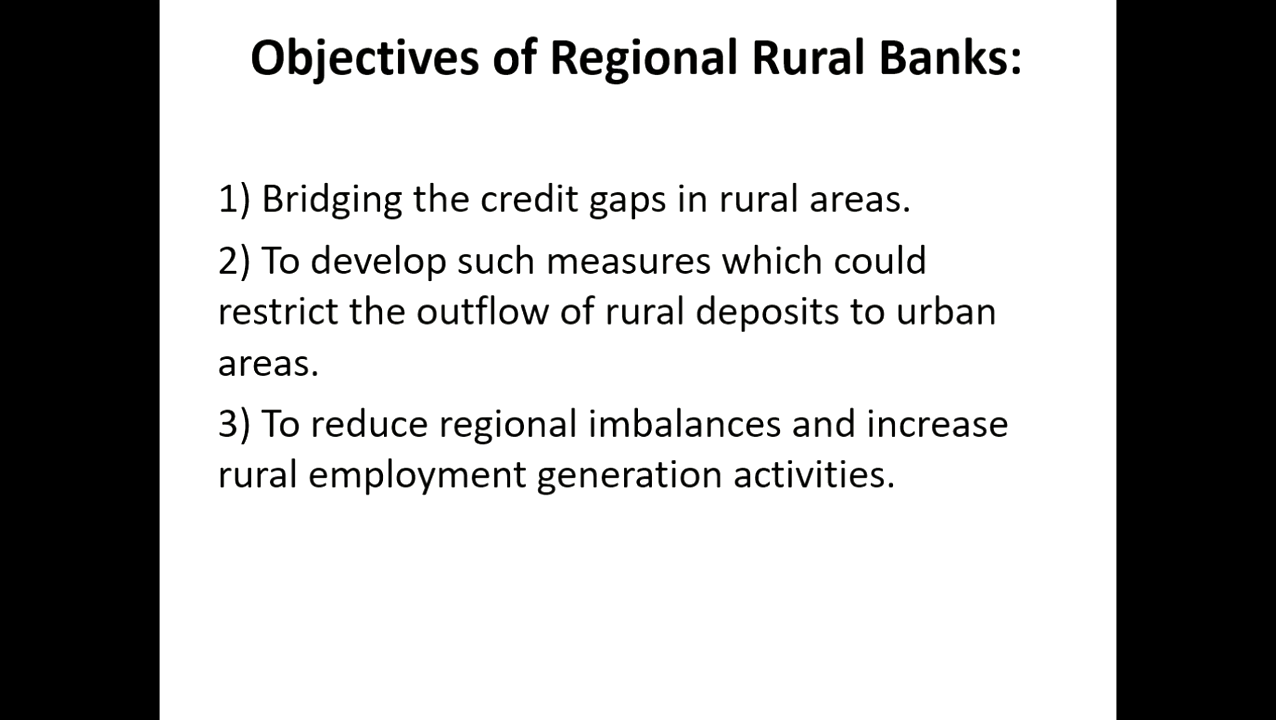 Objectives of Regional Rural Banks:
1) Bridging the credit gaps in rural areas.
2) To develop such measures which could
restrict the outflow of rural deposits to urban
areas.
3) To reduce regional imbalances and increase
rural employment generation activities.